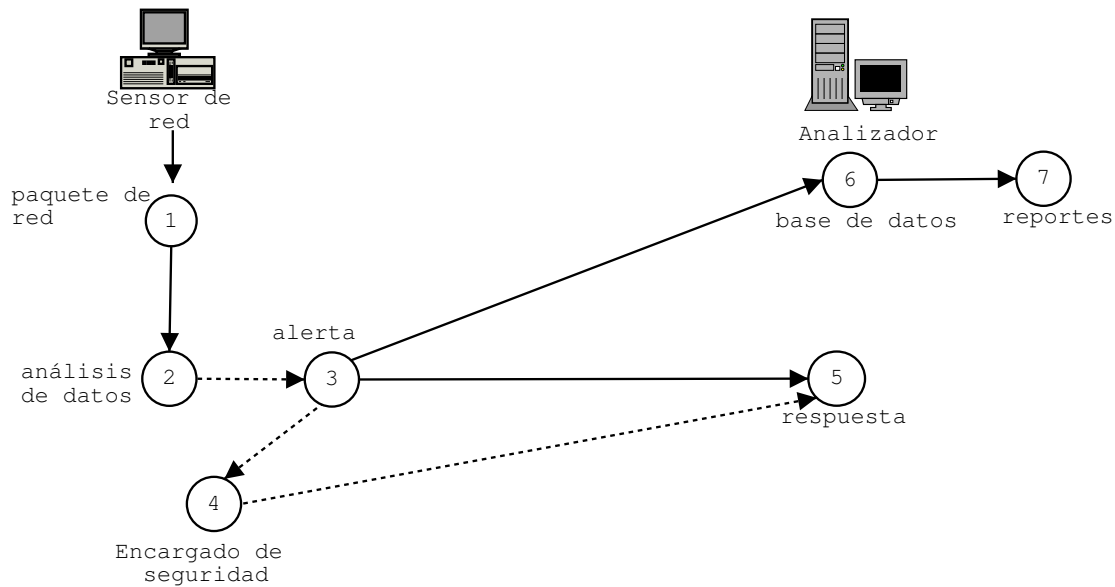 Sensor de
red
Analizador
paquete de
red
1
6
7
base de datos
reportes
alerta
análisis
de datos
2
3
5
respuesta
4
Encargado de
seguridad